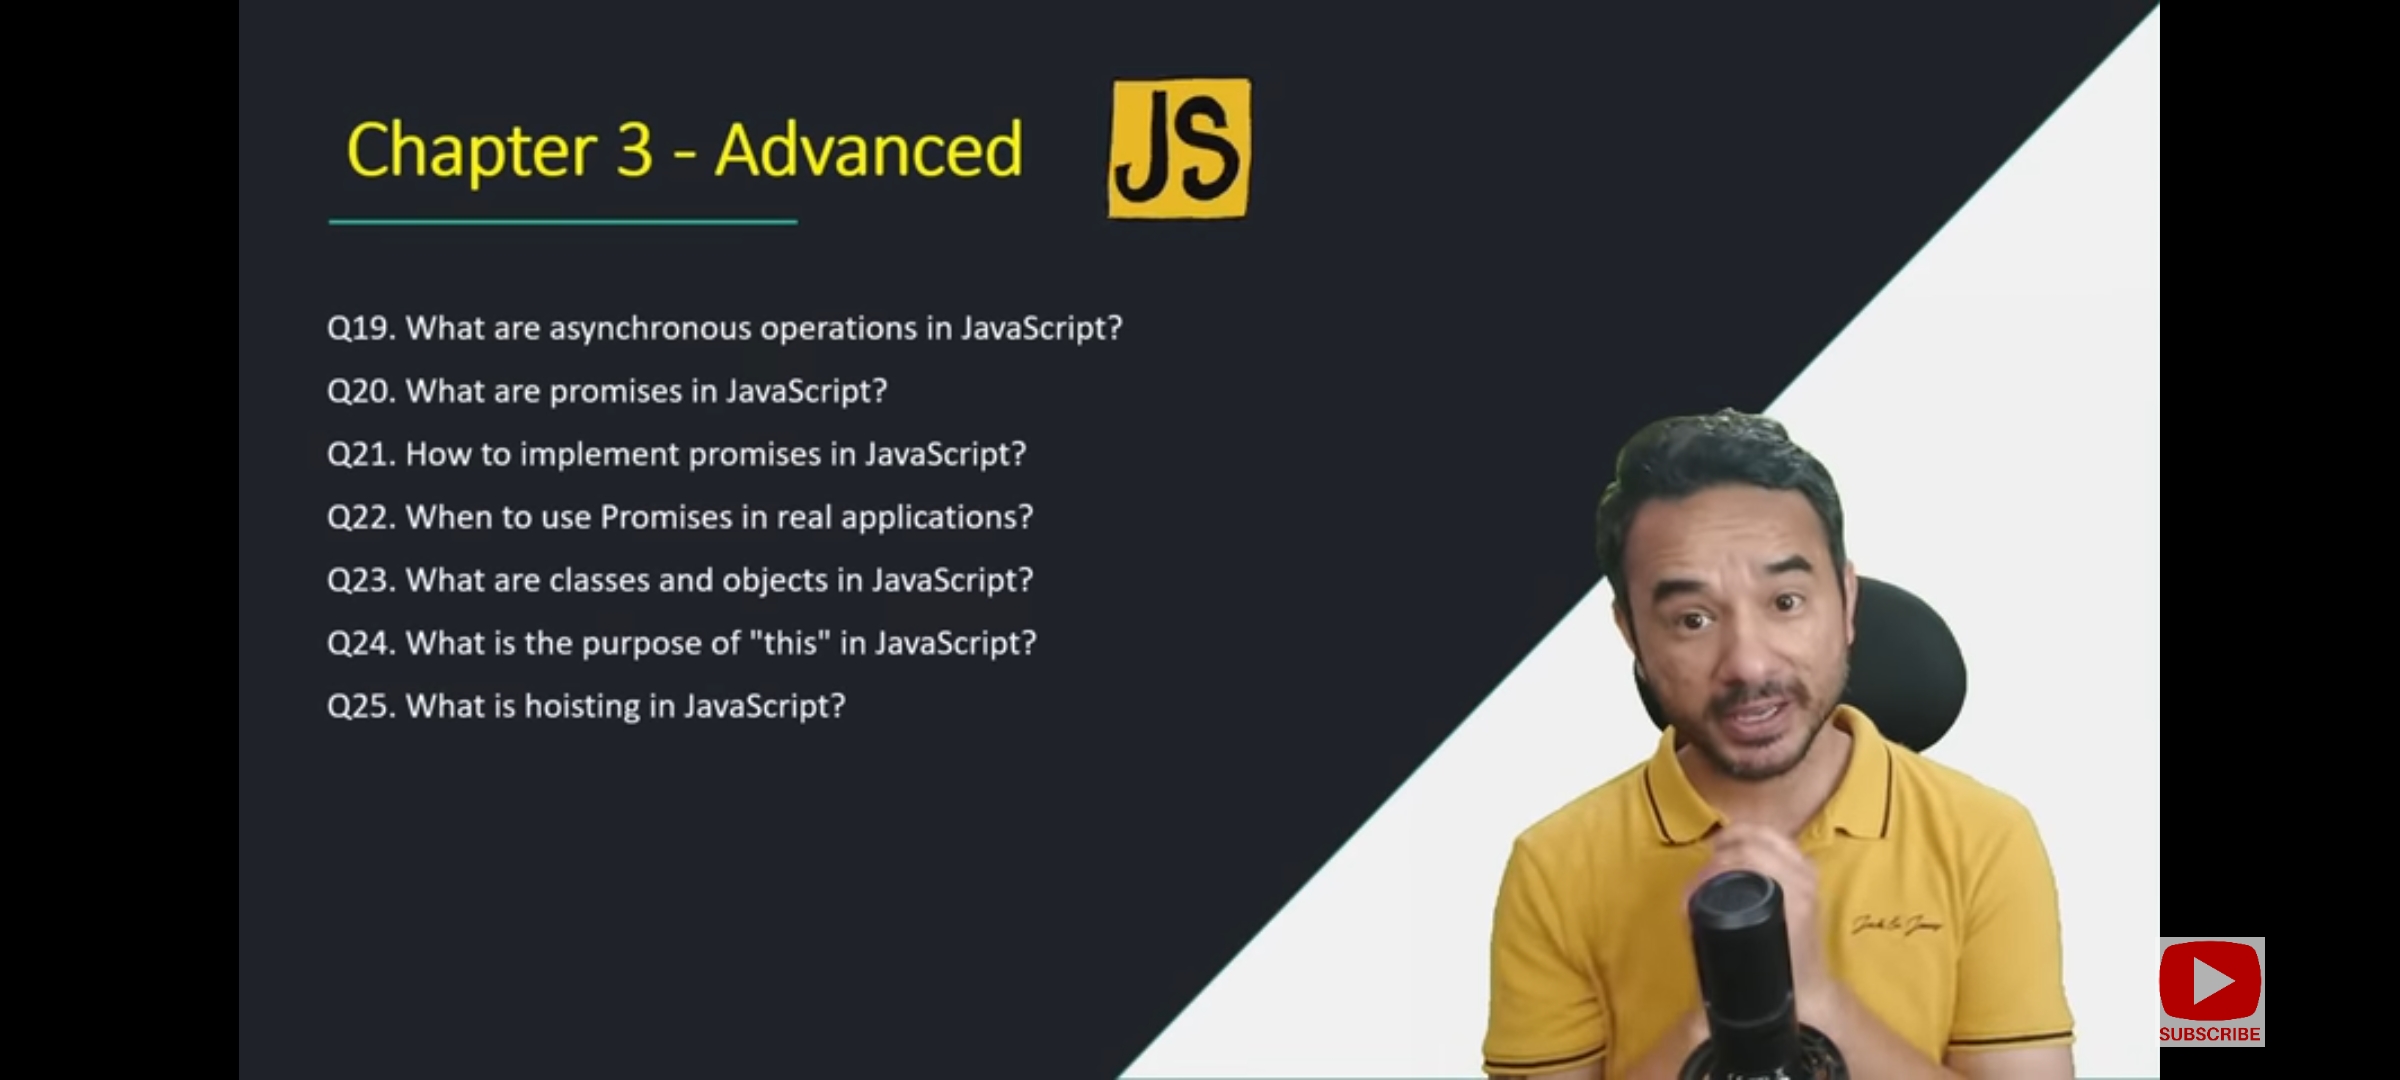 Chapter 3 - Advanced
JS
Q19. What are asynchronous operations in JavaScript?
Q20. What are promises in JavaScript?
Q21. How to implement promises in JavaScript?
Q22. When to use Promises in real applications?
Q23. What are classes and objects in JavaScript?
Q24. What is the purpose of "this" in JavaScript?
Q25. What is hoisting in JavaScript?
SUBSCRIBE